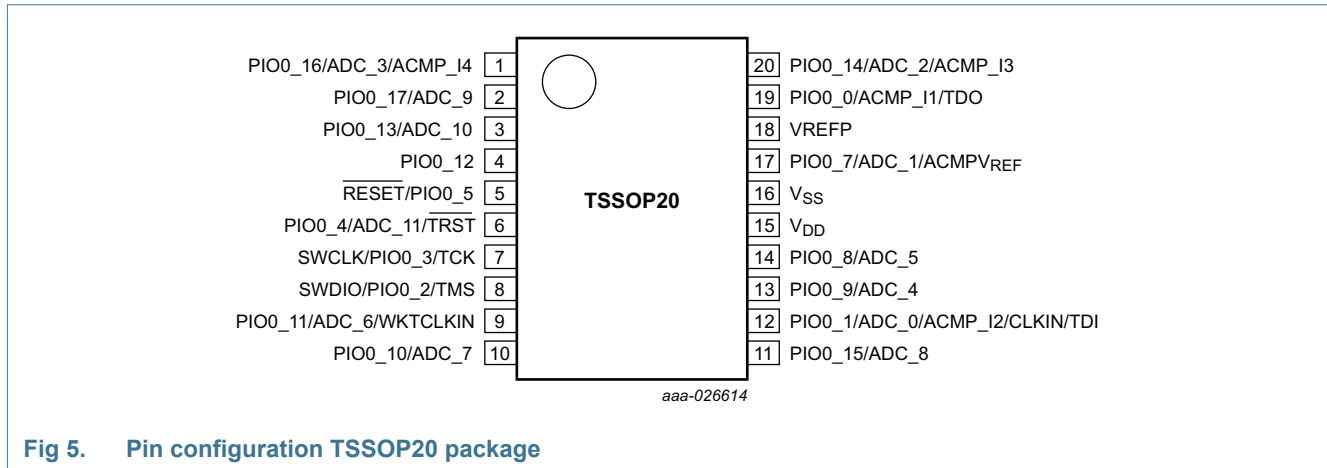 PIO0_16/ADC_3/ACMP_I4 1
PIO0_17/ADC_9 2
PIO0_13/ADC_10 3
PIO0_12 4
RESET/PIO0_5 5
PIO0_4/ADC_11/TRST 6
SWCLK/PIO0_3/TCK 7
SWDIO/PIO0_2/TMS 8
PIO0_11/ADC_6/WKTCLKIN 9
PIO0_10/ADC_7 10
TSSOP20
20 PIO0_14/ADC_2/ACMP_I3
19 PIO0_0/ACMP_I1/TDO
18 VREFP
17 PIO0_7/ADC_1/ACMPVREF
16 VSS
15 VDD
14 PIO0_8/ADC_5
13 PIO0_9/ADC_4
12 PIO0_1/ADC_0/ACMP_I2/CLKIN/TDI
11 PIO0_15/ADC_8
aaa-026614
Fig 5. Pin configuration TSSOP20 package